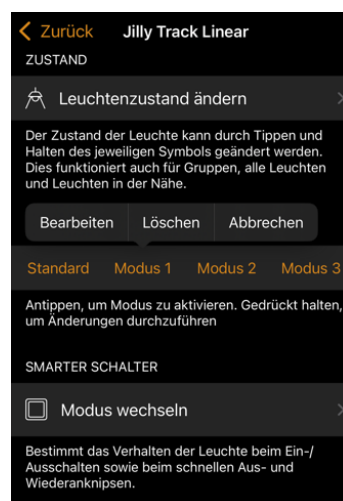 Zurück Jilly Track Linear
ZUSTAND
Leuchtenzustand ändern
Der Zustand der Leuchte kann durch Tippen und
Halten des jeweiligen Symbols geändert werden.
Dies funktioniert auch für Gruppen, alle Leuchten
und Leuchten in der Nähe.
Bearbeiten Löschen Abbrechen
Standard Modus 1 Modus 2 Modus 3
Antippen, um Modus zu aktivieren. Gedrückt halten,
um Änderungen durchzuführen
SMARTER SCHALTER
Modus wechseln
Bestimmt das Verhalten der Leuchte beim Ein-/
Ausschalten sowie beim schnellen Aus- und
Wiederanknipsen.